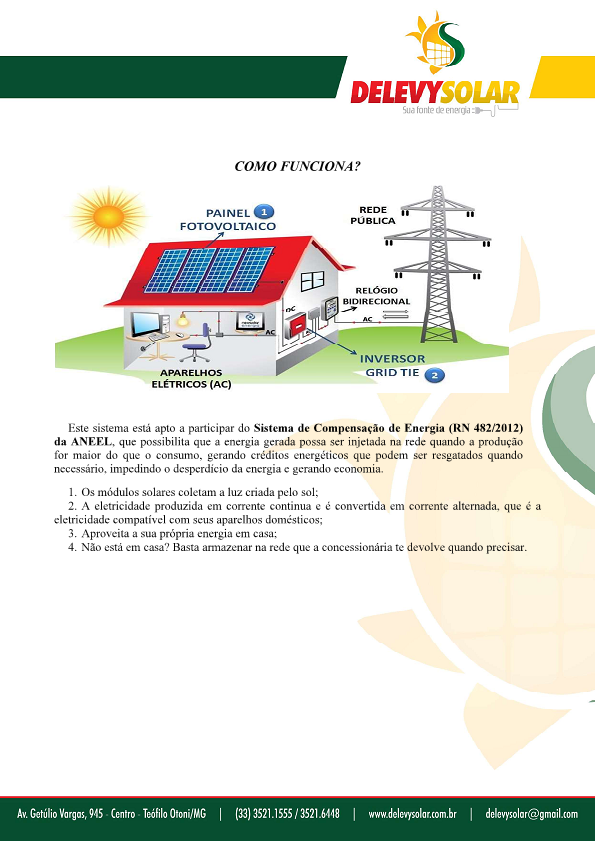 DELEVYSOLAR
Sua fonte de energia
COMO FUNCIONA?
PAINEL 1
FOTOVOLTAICO
REDE
PÚBLICA
RELÓGIO
BIDIRECIONAL
DC
AC
AC
INVERSOR
GRID TIE 2
APARELHOS
ELÉTRICOS (AC)
Este sistema está apto a participar do Sistema de Compensação de Energia (RN 482/2012)
da ANEEL, que possibilita que a energia gerada possa ser injetada na rede quando a produção
for maior do que o consumo, gerando créditos energéticos que podem ser resgatados quando
necessário, impedindo o desperdício da energia e gerando economia.
1. Os módulos solares coletam a luz criada pelo sol;
2. A eletricidade produzida em corrente continua e é convertida em corrente alternada, que é a
eletricidade compatível com seus aparelhos domésticos;
3. Aproveita a sua própria energia em casa;
4. Não está em casa? Basta armazenar na rede que a concessionária te devolve quando precisar.
Av. Getúlio Vargas, 945 - Centro - Teófilo Otoni/MG | (33) 3521.1555 / 3521.6448 | www.delevysolar.com.br | delevysolar@gmail.com